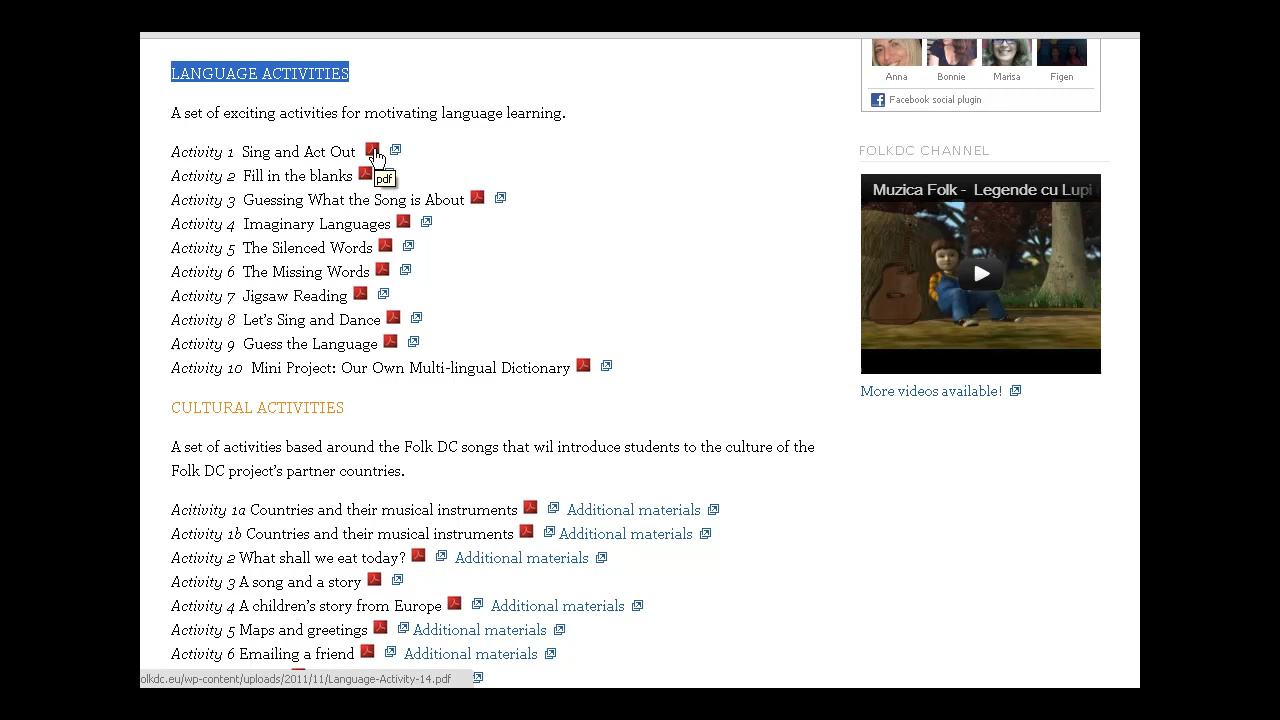 LANGUAGE ACTIVITIES
A set of exciting activities for motivating language learning.
Activity 1 Sing and Act Out
Activity 2 Fill in the blanks
pdf
Activity 3 Guessing What the Song is About
Activity 4 Imaginary Languages
Activity 5 The Silenced Words
Activity 6 The Missing Words
Activity 7 Jigsaw Reading
Activity 8 Let's Sing and Dance
Activity 9 Guess the Language
Activity 10 Mini Project: Our Own Multi-lingual Dictionary
CULTURAL ACTIVITIES
A set of activities based around the Folk DC songs that wil introduce students to the culture of the
Folk DC project's partner countries.
Acitivity 1a Countries and their musical instruments Additional materials
Activity 1b Countries and their musical instruments Additional materials
Activity 2 What shall we eat today? Additional materials
Activity 3 A song and a story
Activity 4 A children's story from Europe Additional materials
Activity 5 Maps and greetings Additional materials
Activity 6 Emailing a friend Additional materials
olkdc.eu/wp-content/uploads/2011/11/Language-Activity-14.pdf
Anna Bonnie Marisa Figen
Facebook social plugin
FOLKDC CHANNEL
Muzica Folk - Legende cu Lupi
More videos available!